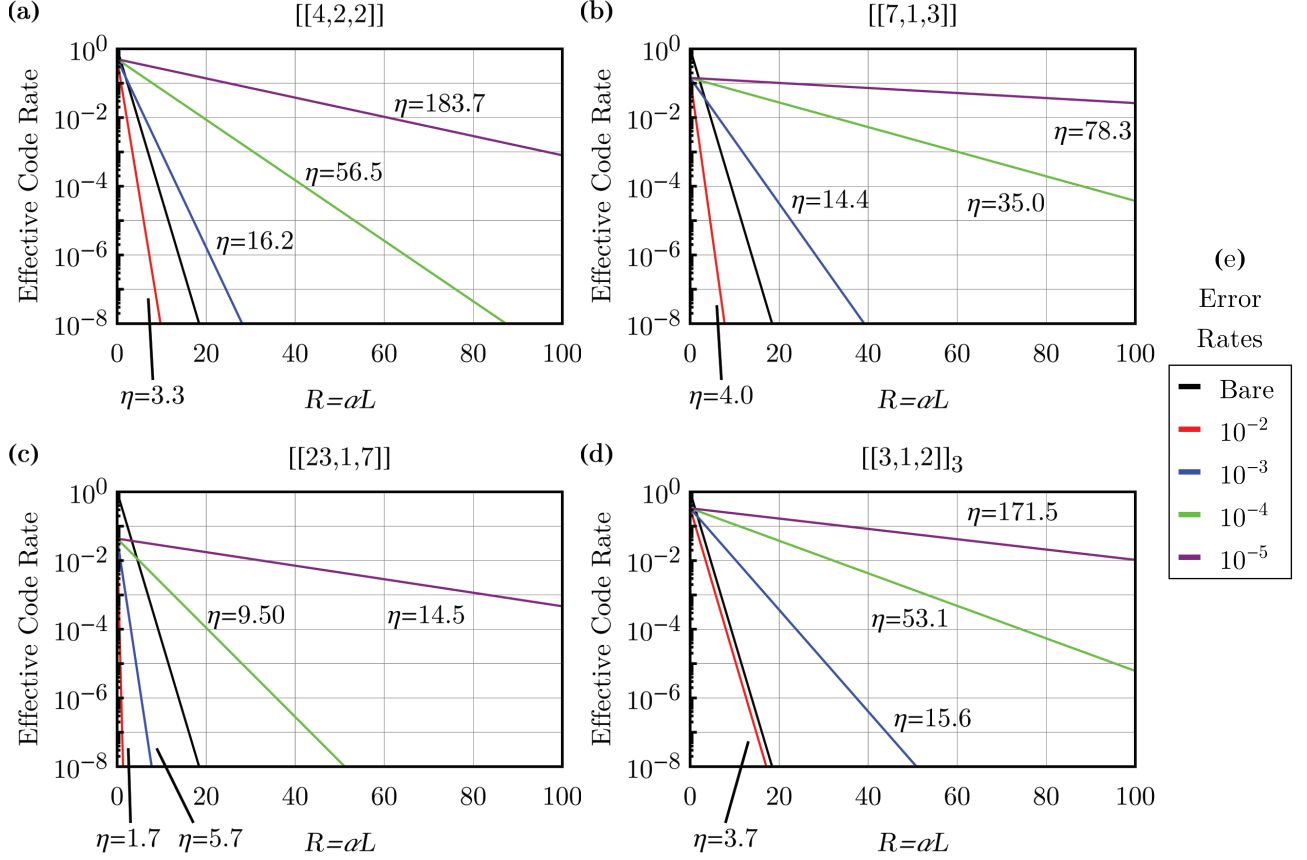 (a) [[4,2,2]]
Effective Code Rate
10^0
10^−2
10^−4
10^−6
10^−8
0 20 40 60 80 100
R=αL
η=183.7
η=56.5
η=16.2
η=3.3
(b) [[7,1,3]]
Effective Code Rate
10^0
10^−2
10^−4
10^−6
10^−8
0 20 40 60 80 100
R=αL
η=78.3
η=14.4
η=35.0
η=4.0
(c) [[23,1,7]]
Effective Code Rate
10^0
10^−2
10^−4
10^−6
10^−8
0 20 40 60 80 100
R=αL
η=9.50
η=14.5
η=1.7
η=5.7
(d) [[3,1,2]]₃
Effective Code Rate
10^0
10^−2
10^−4
10^−6
10^−8
0 20 40 60 80 100
R=αL
η=171.5
η=53.1
η=15.6
η=3.7
(e)
Error
Rates
Bare
10^−2
10^−3
10^−4
10^−5